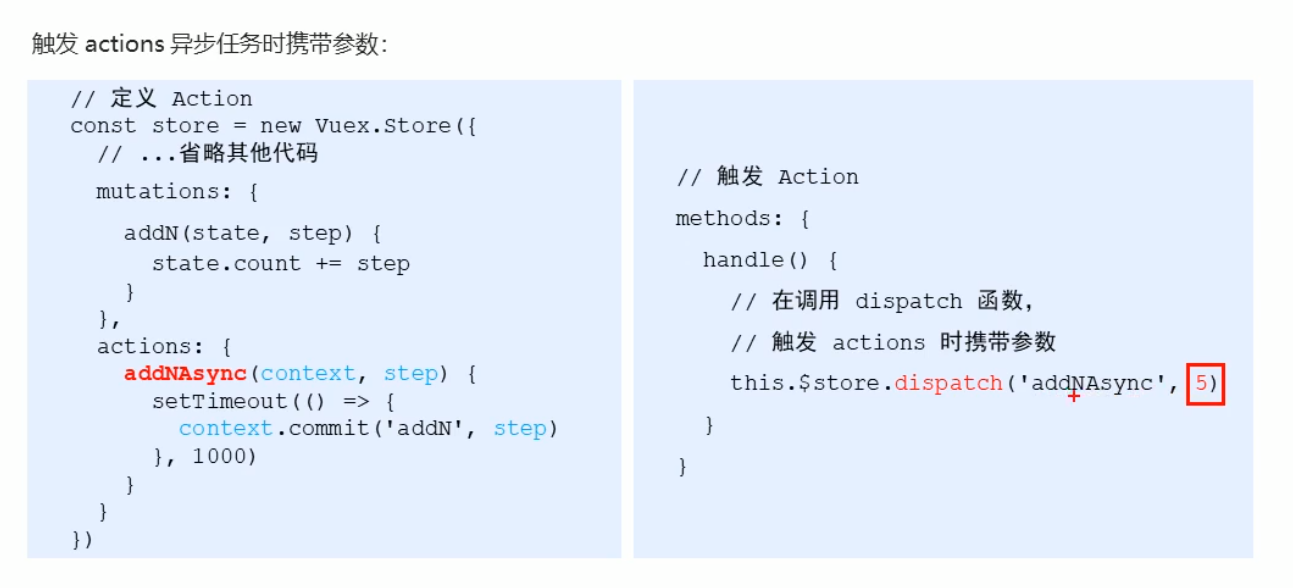 触发 actions 异步任务时携带参数：
// 定义 Action
const store = new Vuex.Store({
// ...省略其他代码
mutations: {
addN(state, step) {
state.count += step
}
},
actions: {
addNAsync(context, step) {
setTimeout(() => {
context.commit('addN', step)
}, 1000)
}
}
})
// 触发 Action
methods: {
handle() {
// 在调用 dispatch 函数，
// 触发 actions 时携带参数
this.$store.dispatch('addNAsync', 5)
}
}